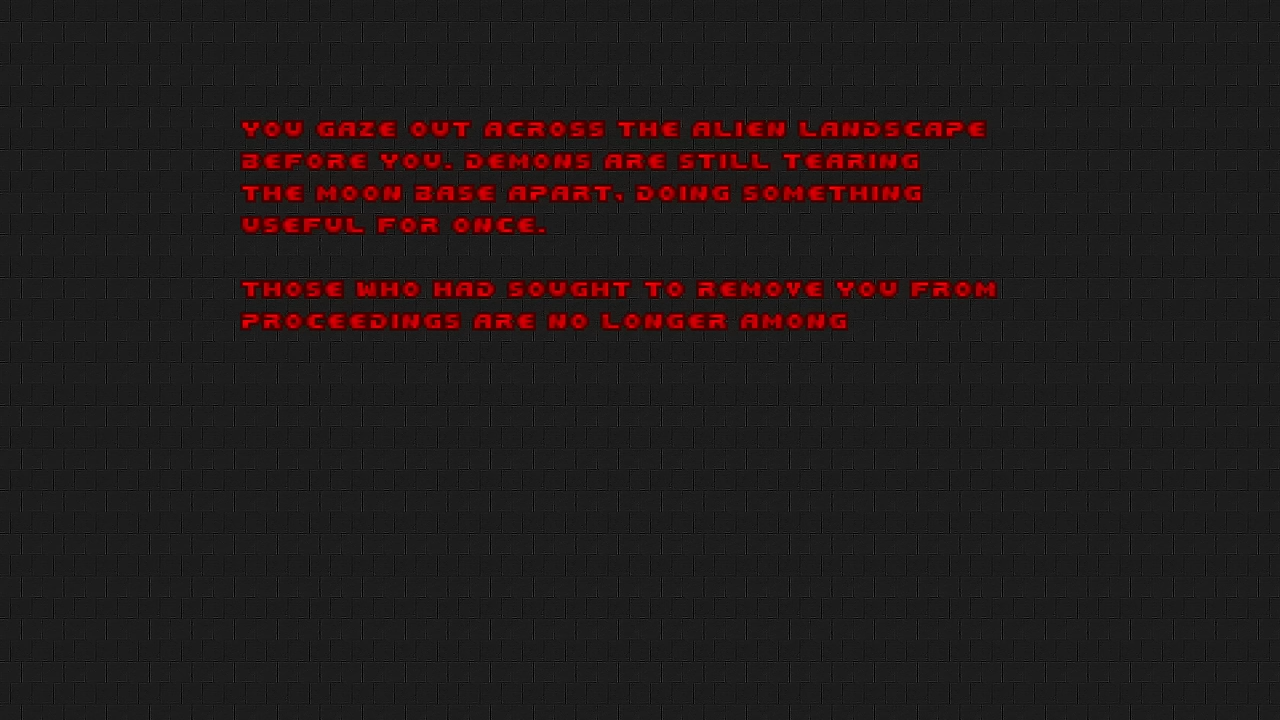 YOU GAZE OUT ACROSS THE ALIEN LANDSCAPE
BEFORE YOU. DEMONS ARE STILL TEARING
THE MOON BASE APART, DOING SOMETHING
USEFUL FOR ONCE.
THOSE WHO HAD SOUGHT TO REMOVE YOU FROM
PROCEEDINGS ARE NO LONGER AMONG